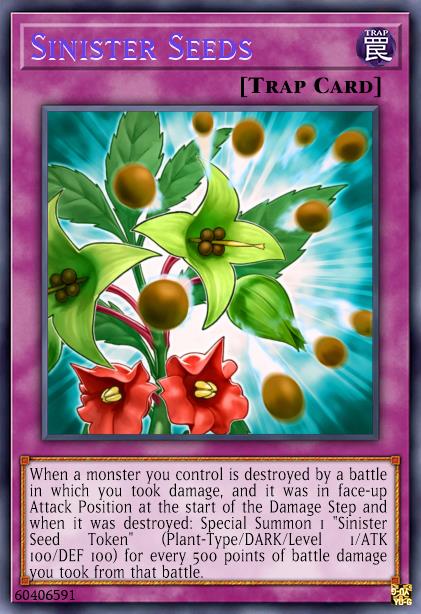 Sinister Seeds
TRAP
罠
[Trap Card]
When a monster you control is destroyed by a battle
in which you took damage, and it was in face-up
Attack Position at the start of the Damage Step and
when it was destroyed: Special Summon 1 "Sinister
Seed Token" (Plant-Type/DARK/Level 1/ATK
100/DEF 100) for every 500 points of battle damage
you took from that battle.
60406591